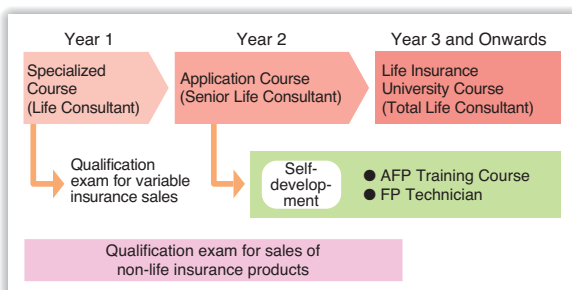 Year 1
Year 2
Year 3 and Onwards
Specialized
Course
(Life Consultant)
Application Course
(Senior Life Consultant)
Life Insurance
University Course
(Total Life Consultant)
Qualification
exam for variable
insurance sales
Self-
develop-
ment
● AFP Training Course
● FP Technician
Qualification exam for sales of
non-life insurance products